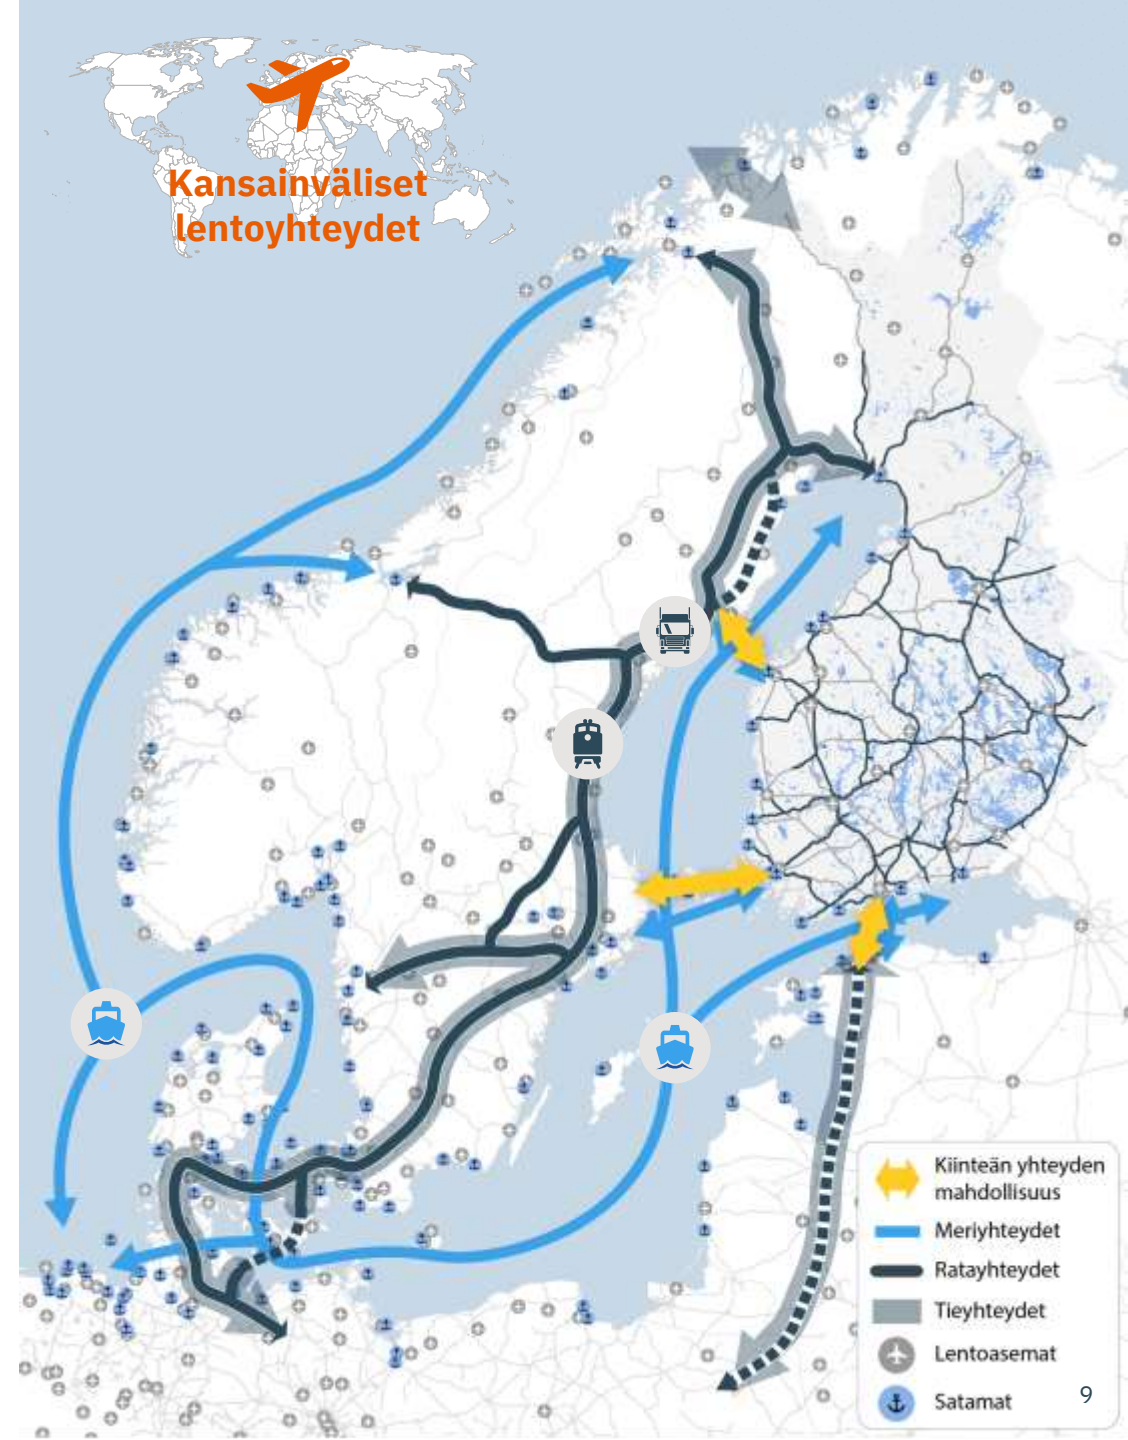 Kansainväliset
lentoyhteydet
Kiinteän yhteyden
mahdollisuus
Meriyhteydet
Ratayhteydet
Tieyhteydet
Lentoasemat
Satamat
9